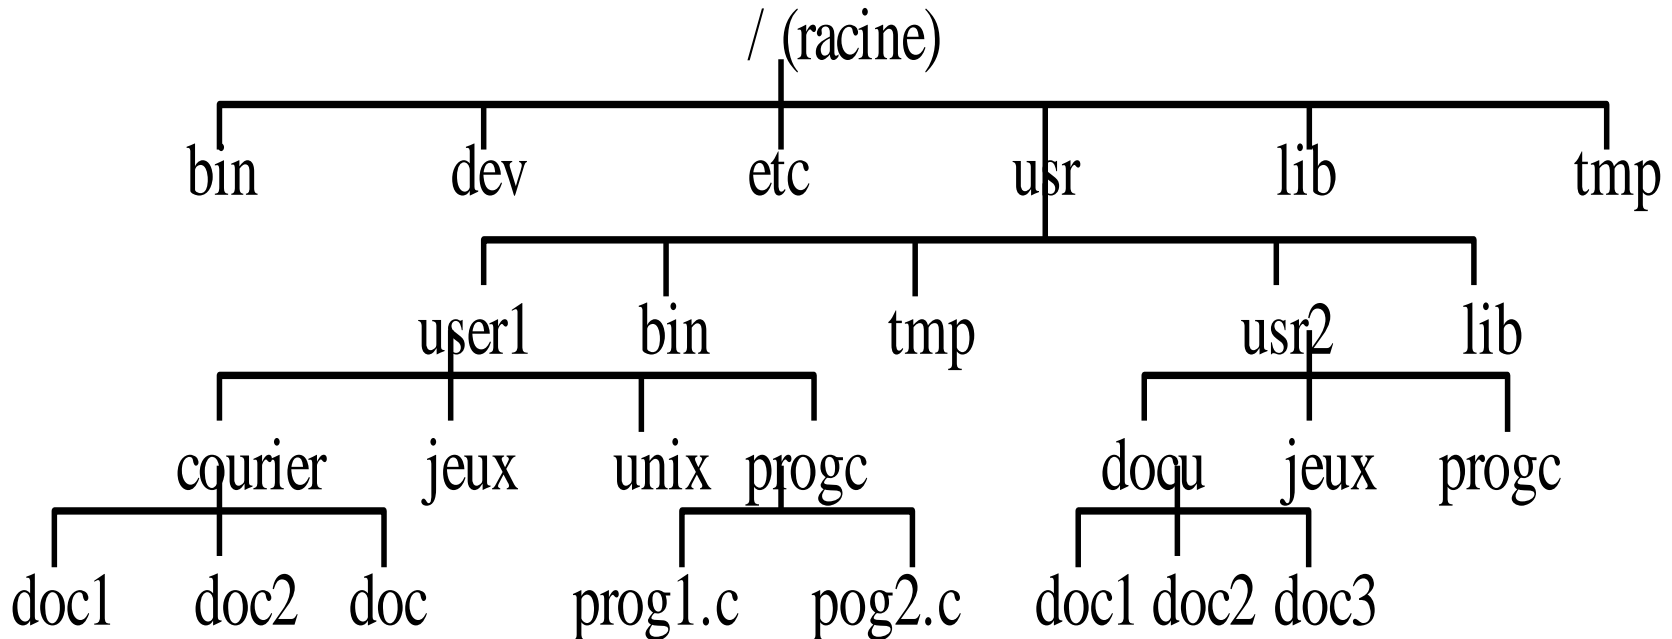 / (racine)
bin dev etc usr lib tmp
user1 bin tmp usr2 lib
courier jeux unix progc docu jeux progc
doc1 doc2 doc prog1.c pog2.c doc1 doc2 doc3